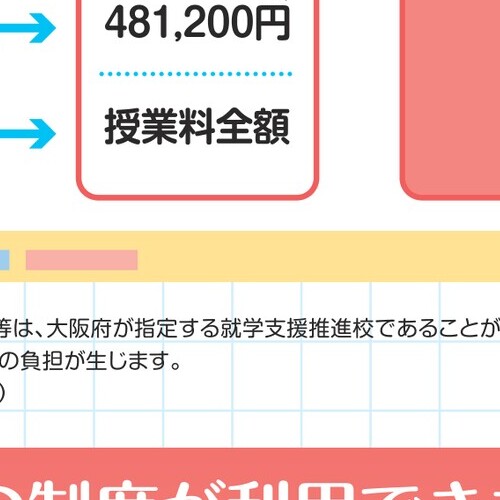 481,200円
授業料全額
等は、大阪府が指定する就学支援推進校であることが
の負担が生じます。
)
の制度が利用でき